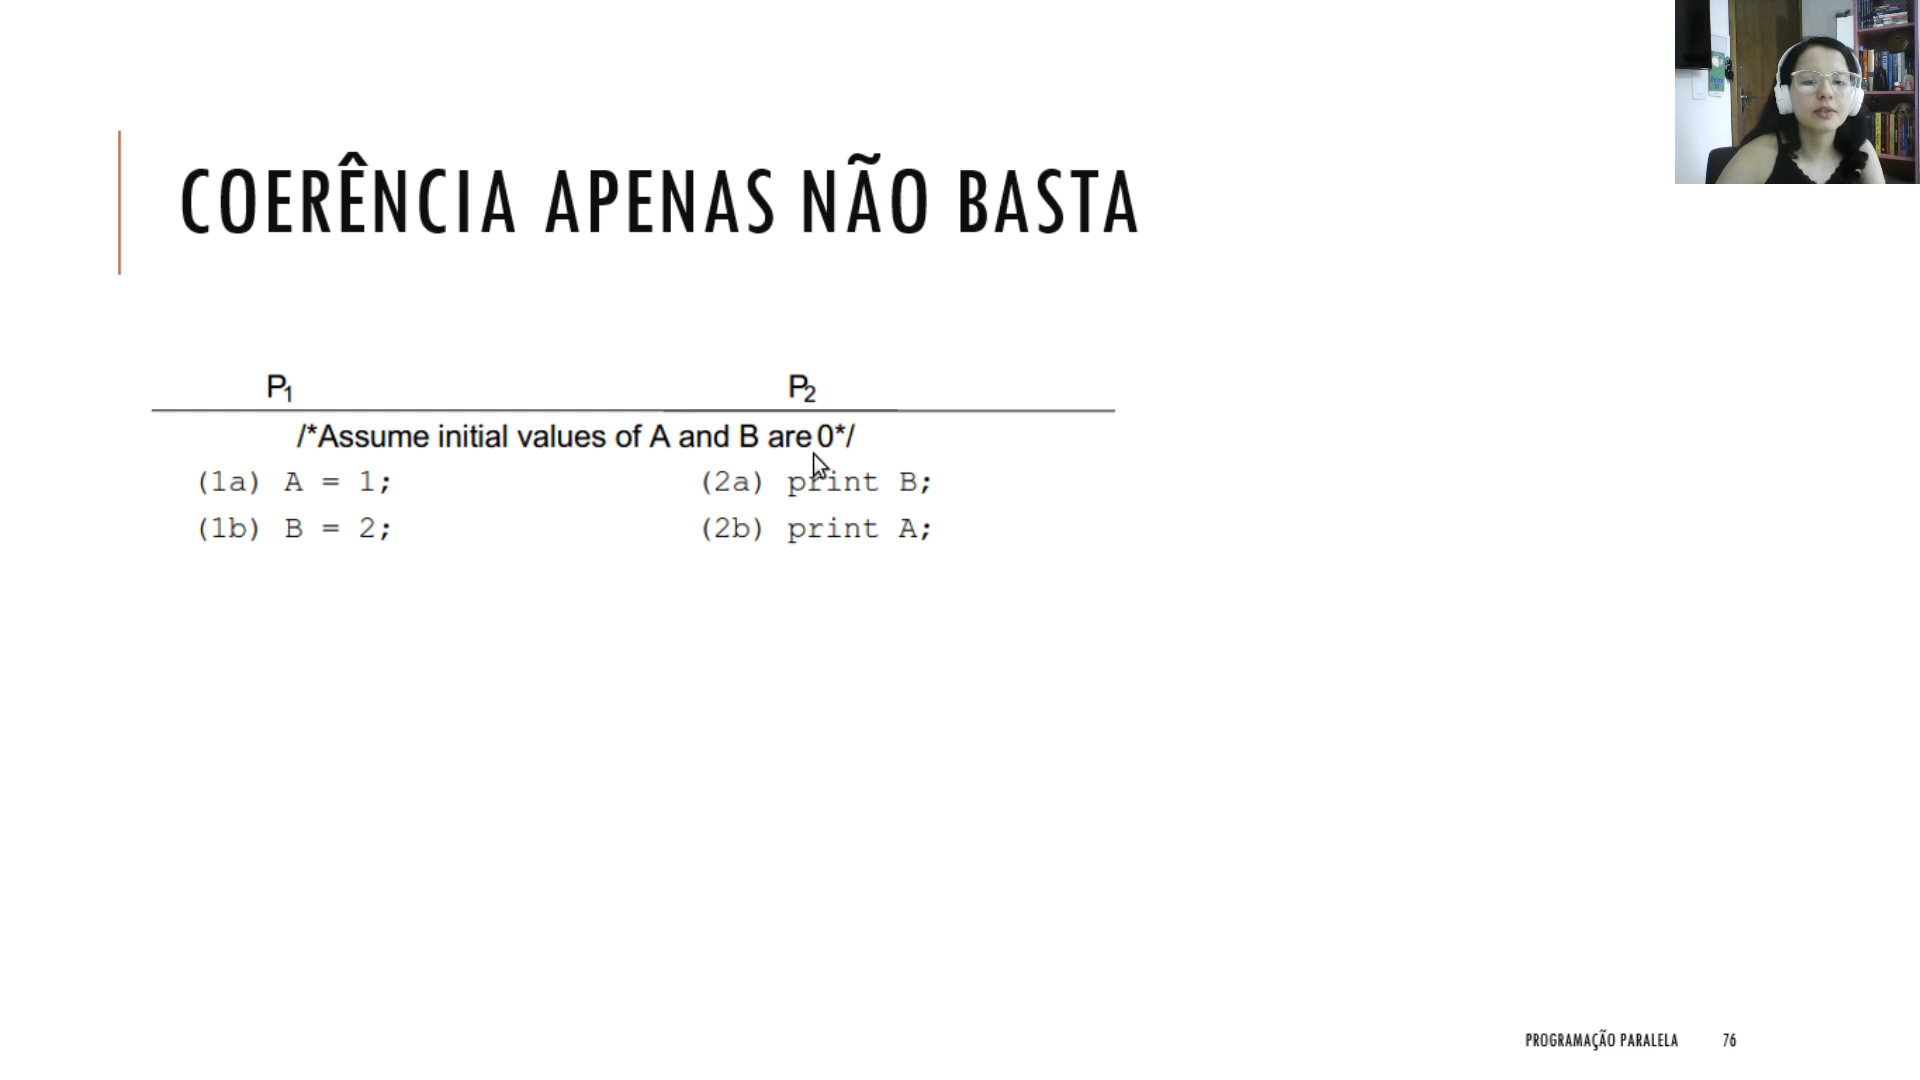 COERÊNCIA APENAS NÃO BASTA
P1 P2
/*Assume initial values of A and B are 0*/
(1a) A = 1; (2a) print B;
(1b) B = 2; (2b) print A;
PROGRAMAÇÃO PARALELA 76